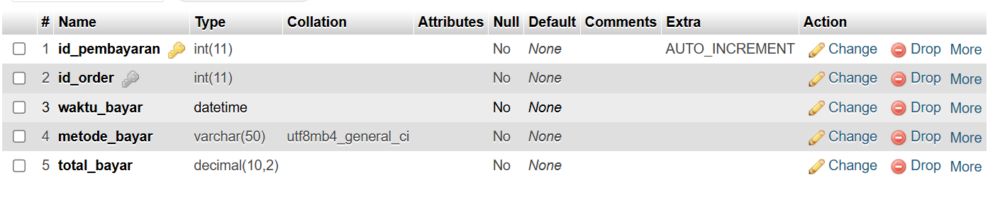 # Name Type Collation Attributes Null Default Comments Extra Action
1 id_pembayaran int(11) No None AUTO_INCREMENT Change Drop More
2 id_order int(11) No None Change Drop More
3 waktu_bayar datetime No None Change Drop More
4 metode_bayar varchar(50) utf8mb4_general_ci No None Change Drop More
5 total_bayar decimal(10,2) No None Change Drop More